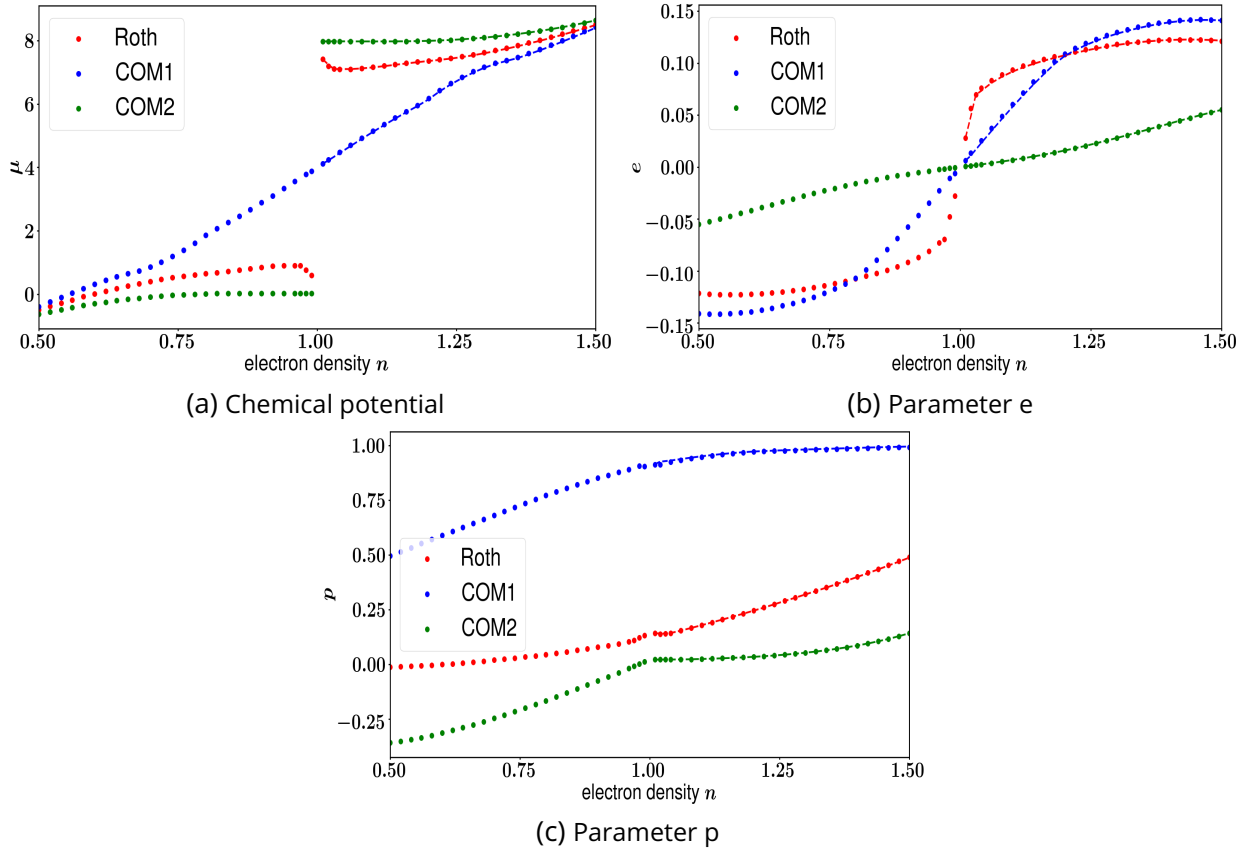 8
6
4
2
0
μ
Roth
COM1
COM2
0.50
0.75
1.00
1.25
1.50
electron density n
(a) Chemical potential
0.15
0.10
0.05
0.00
−0.05
−0.10
−0.15
e
Roth
COM1
COM2
0.50
0.75
1.00
1.25
1.50
electron density n
(b) Parameter e
1.00
0.75
0.50
0.25
0.00
−0.25
p
Roth
COM1
COM2
0.50
0.75
1.00
1.25
1.50
electron density n
(c) Parameter p